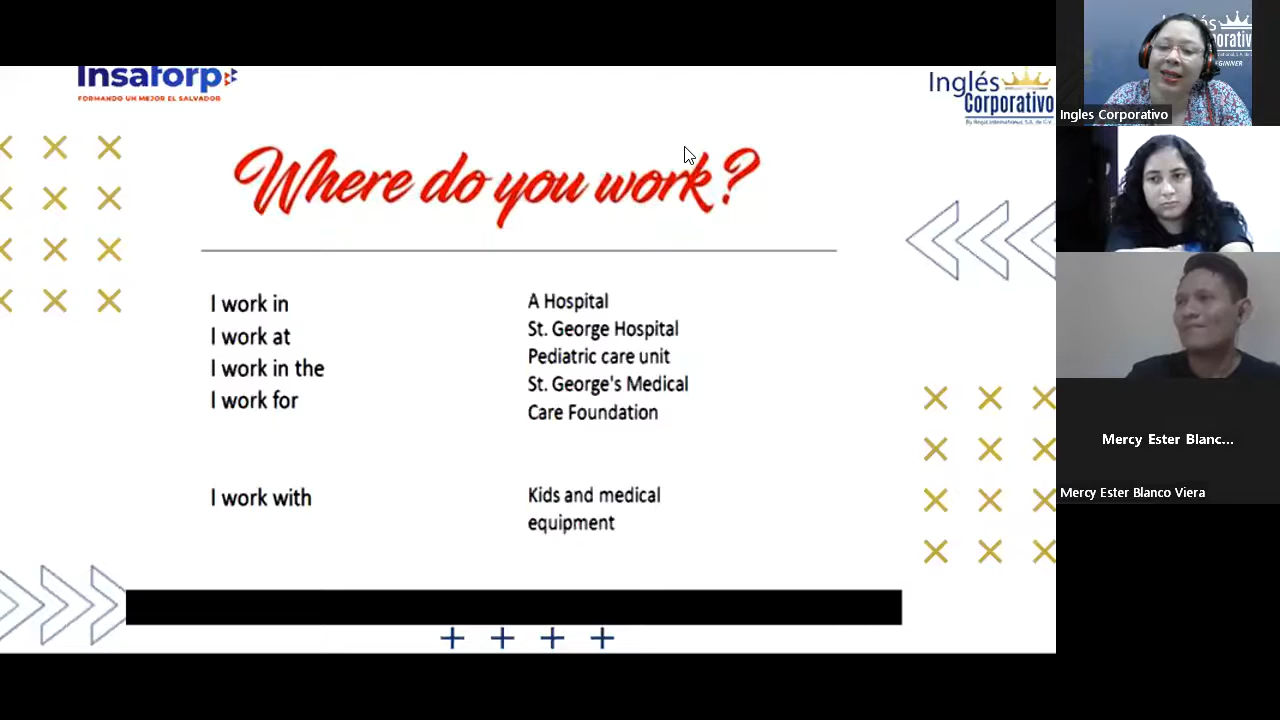 Insaforp
FORMANDO UN MEJOR EL SALVADOR
Inglés
Corporativo
Where do you work?
I work in
I work at
I work in the
I work for
A Hospital
St. George Hospital
Pediatric care unit
St. George's Medical
Care Foundation
I work with
Kids and medical
equipment
Ingles Corporativo
Mercy Ester Blanc...
Mercy Ester Blanco Viera